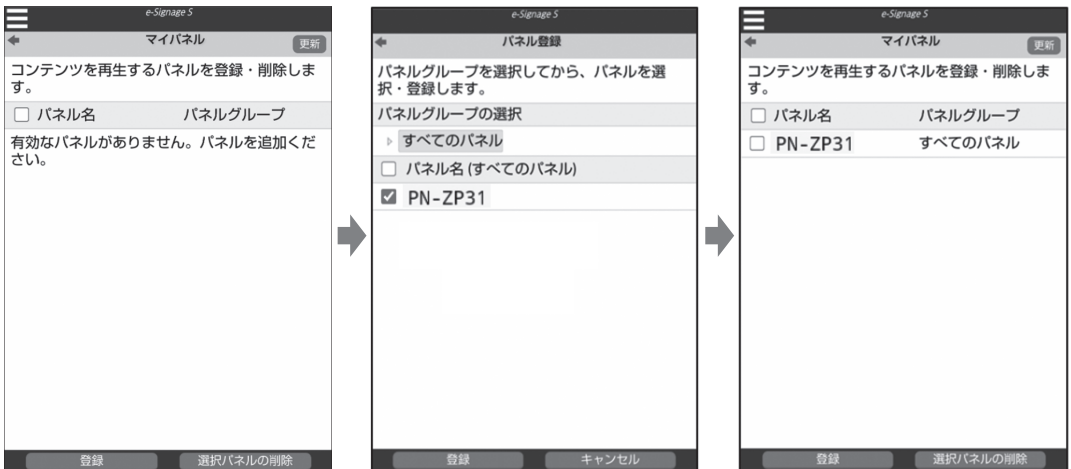 e-Signage S
マイパネル
更新
コンテンツを再生するパネルを登録・削除しま
す。
パネル名 パネルグループ
有効なパネルがありません。パネルを追加くだ
さい。
登録 選択パネルの削除
e-Signage S
パネル登録
パネルグループを選択してから、パネルを選
択・登録します。
パネルグループの選択
すべてのパネル
パネル名 (すべてのパネル)
PN-ZP31
登録 キャンセル
e-Signage S
マイパネル
更新
コンテンツを再生するパネルを登録・削除しま
す。
パネル名 パネルグループ
PN-ZP31 すべてのパネル
登録 選択パネルの削除